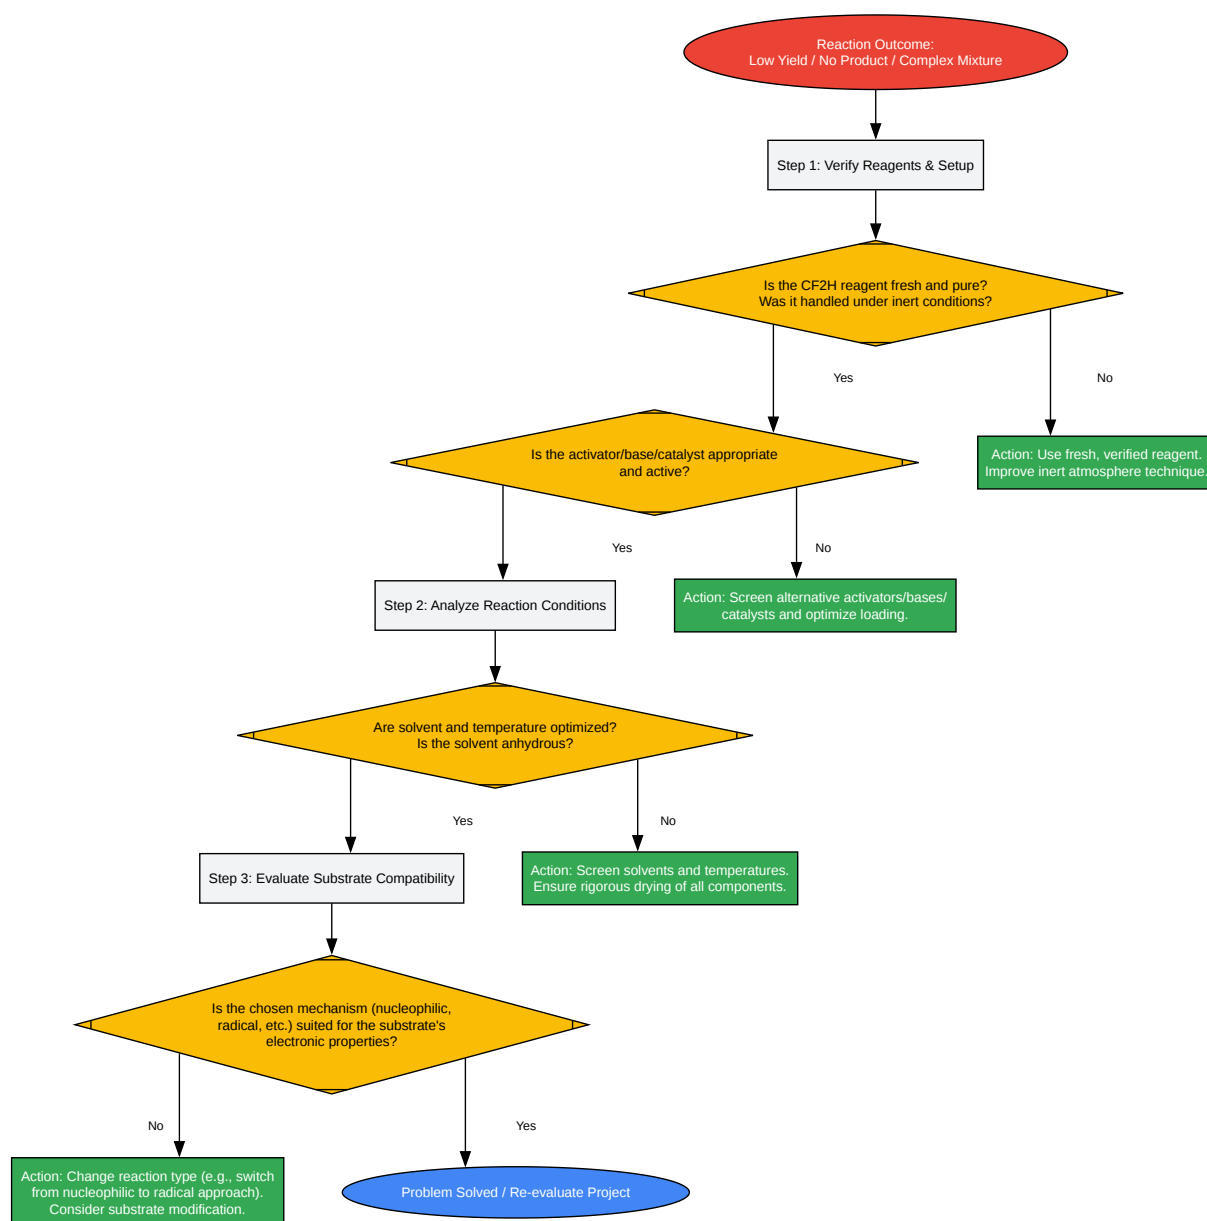 Reaction Outcome:
Low Yield / No Product / Complex Mixture
Step 1: Verify Reagents & Setup
Is the CF2H reagent fresh and pure?
Was it handled under inert conditions?
Yes
No
Is the activator/base/catalyst appropriate
and active?
Action: Use fresh, verified reagent.
Improve inert atmosphere technique.
Yes
No
Step 2: Analyze Reaction Conditions
Action: Screen alternative activators/bases/
catalysts and optimize loading.
Are solvent and temperature optimized?
Is the solvent anhydrous?
Yes
No
Step 3: Evaluate Substrate Compatibility
Action: Screen solvents and temperatures.
Ensure rigorous drying of all components.
Is the chosen mechanism (nucleophilic,
radical, etc.) suited for the substrate's
electronic properties?
No
Yes
Action: Change reaction type (e.g., switch
from nucleophilic to radical approach).
Consider substrate modification.
Problem Solved / Re-evaluate Project